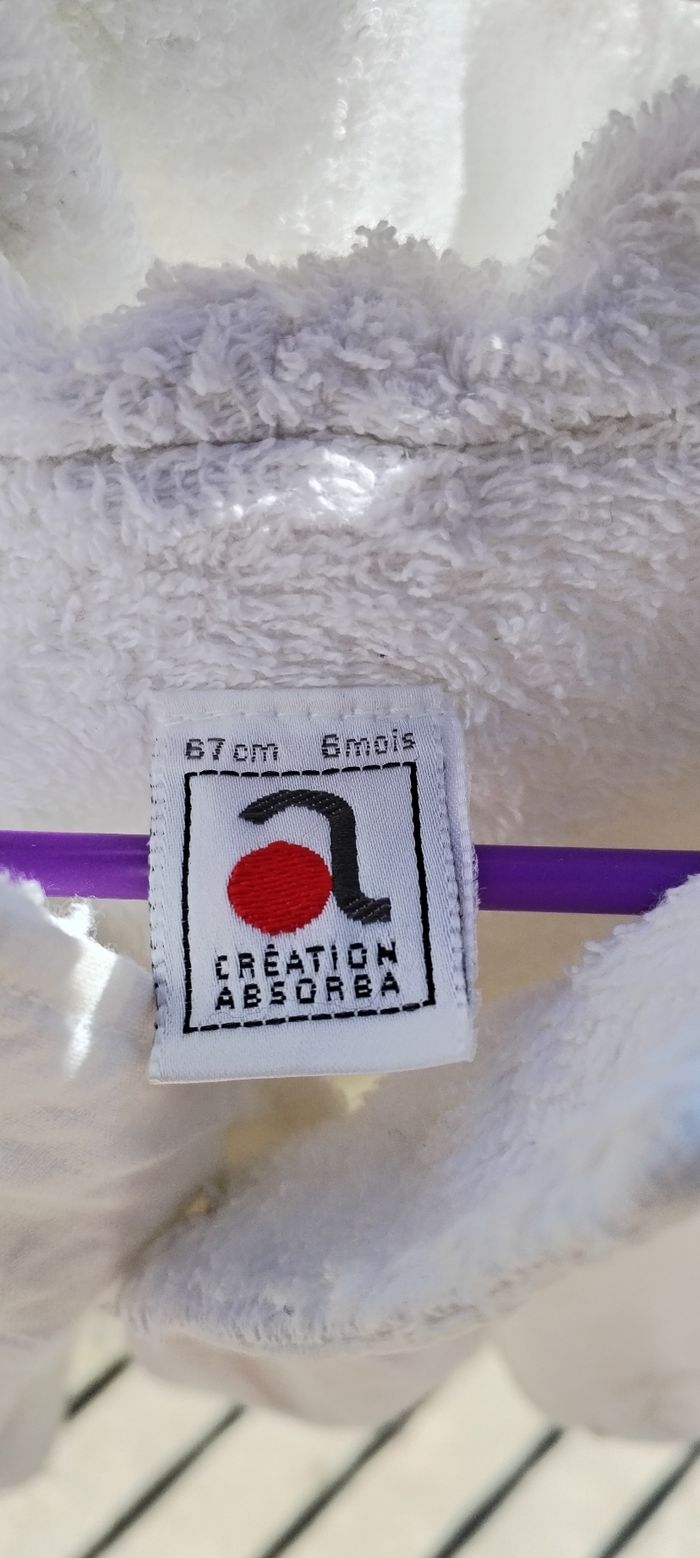 67cm 6mois
a
CRÉATION
ABSORBA